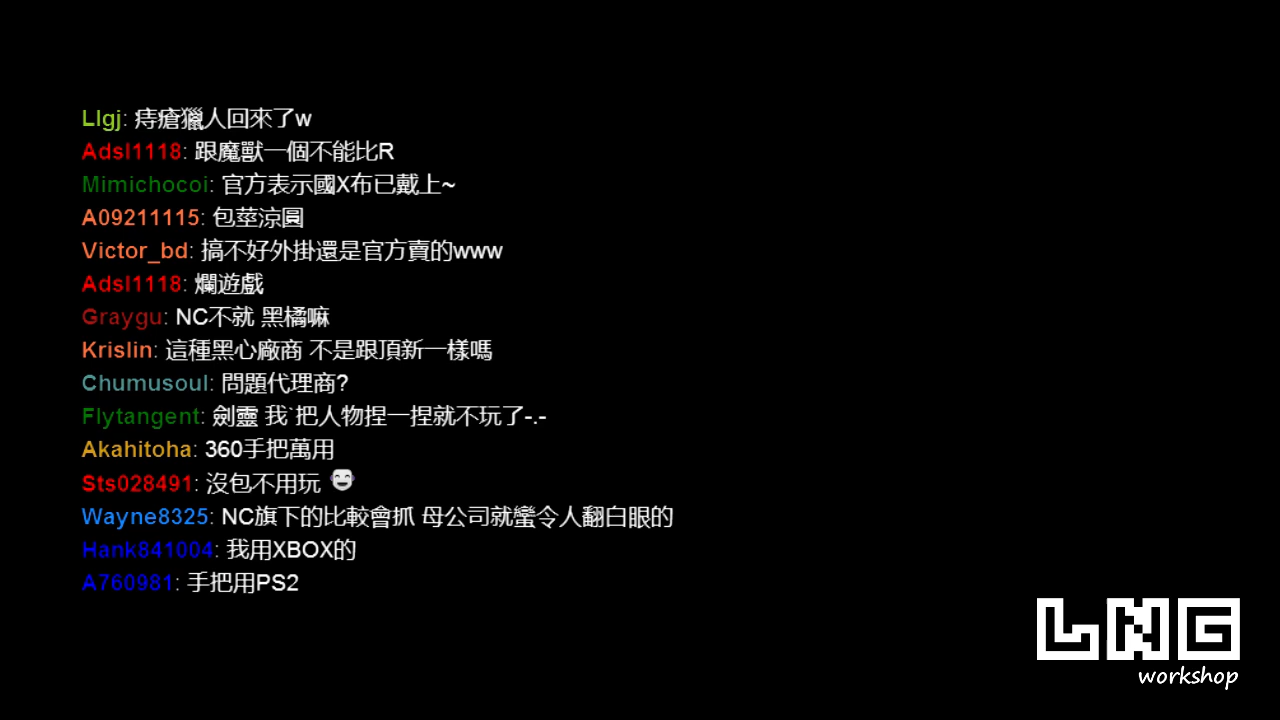 Llgj: 痔瘡獵人回來了w
Adsl1118: 跟魔獸一個不能比R
Mimichocoi: 官方表示國X布已戴上~
A09211115: 包莖涼圓
Victor_bd: 搞不好外掛還是官方賣的www
Adsl1118: 爛遊戲
Graygu: NC不就 黑橘嘛
Krislin: 這種黑心廠商 不是跟頂新一樣嗎
Chumusoul: 問題代理商?
Flytangent: 劍靈 我ˋ把人物捏一捏就不玩了-.-
Akahitoha: 360手把萬用
Sts028491: 沒包不用玩
Wayne8325: NC旗下的比較會抓 母公司就蠻令人翻白眼的
Hank841004: 我用XBOX的
A760981: 手把用PS2
LNG
workshop